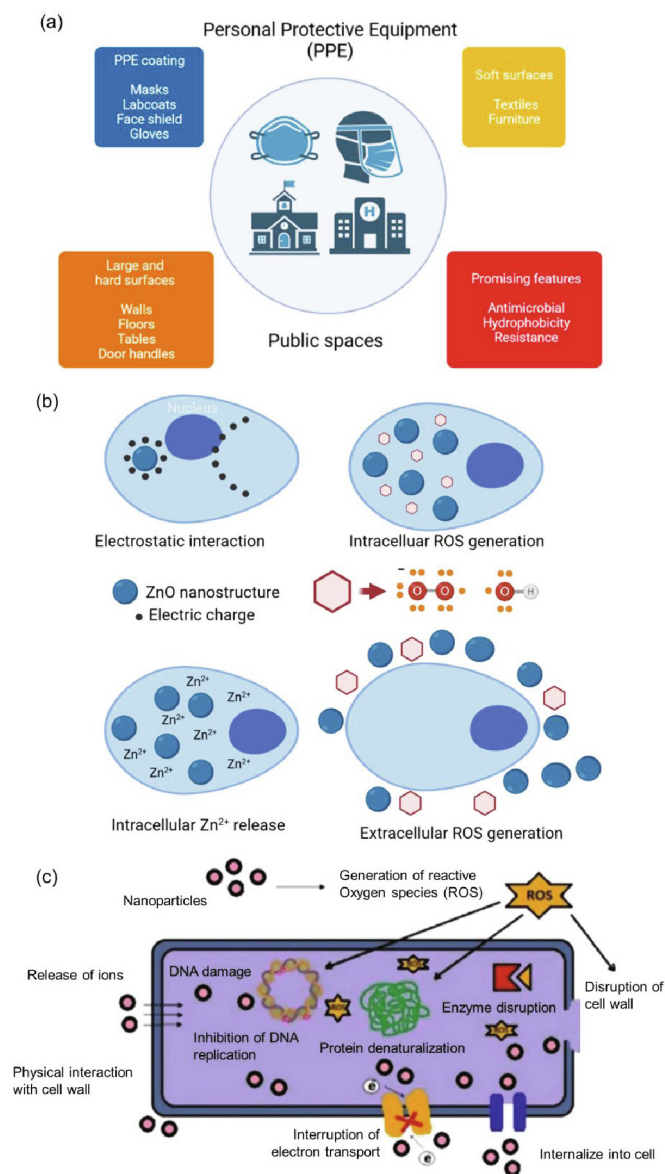 (a)
Personal Protective Equipment
(PPE)
PPE coating
Masks
Labcoats
Face shield
Gloves
Soft surfaces
Textiles
Furniture
H
Large and
hard surfaces
Walls
Floors
Tables
Door handles
Promising features
Antimicrobial
Hydrophobicity
Resistance
Public spaces
(b)
Nucleus
Electrostatic interaction
Intracelluar ROS generation
ZnO nanostructure
Electric charge
− O O
O H
Zn²⁺
Zn²⁺
Zn²⁺
Zn²⁺
Zn²⁺
Zn²⁺
Zn²⁺
Intracellular Zn²⁺ release
Extracellular ROS generation
(c)
Nanoparticles
Generation of reactive
Oxygen species (ROS)
ROS
Release of ions
DNA damage
ROS
ROS
Enzyme disruption
Disruption of
cell wall
Inhibition of DNA
replication
Protein denaturalization
ROS
Physical interaction
with cell wall
e
Interruption of
electron transport
e
Internalize into cell